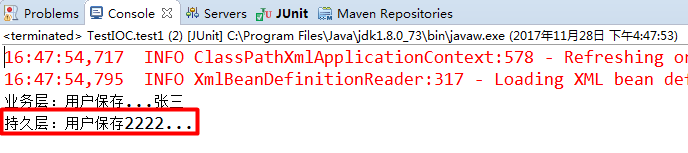 Problems Console Servers JUnit Maven Repositories
<terminated> TestIOC.test1 (2) [JUnit] C:\Program Files\Java\jdk1.8.0_73\bin\javaw.exe (2017年11月28日 下午4:47:53)
16:47:54,717 INFO ClassPathXmlApplicationContext:578 - Refreshing or
16:47:54,795 INFO XmlBeanDefinitionReader:317 - Loading XML bean def
业务层：用户保存...张三
持久层：用户保存2222...